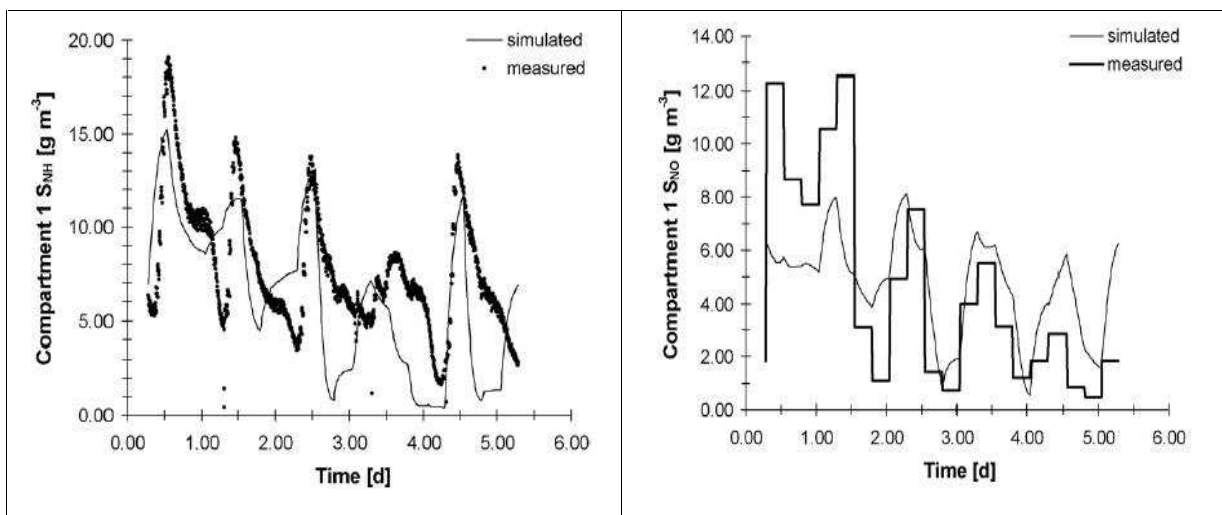 20.00
15.00
10.00
5.00
0.00
Compartment 1 S_NH [g m⁻³]
simulated
measured
0.00 1.00 2.00 3.00 4.00 5.00 6.00
Time [d]
14.00
12.00
10.00
8.00
6.00
4.00
2.00
0.00
Compartment 1 S_NO [g m⁻³]
simulated
measured
0.00 1.00 2.00 3.00 4.00 5.00 6.00
Time [d]